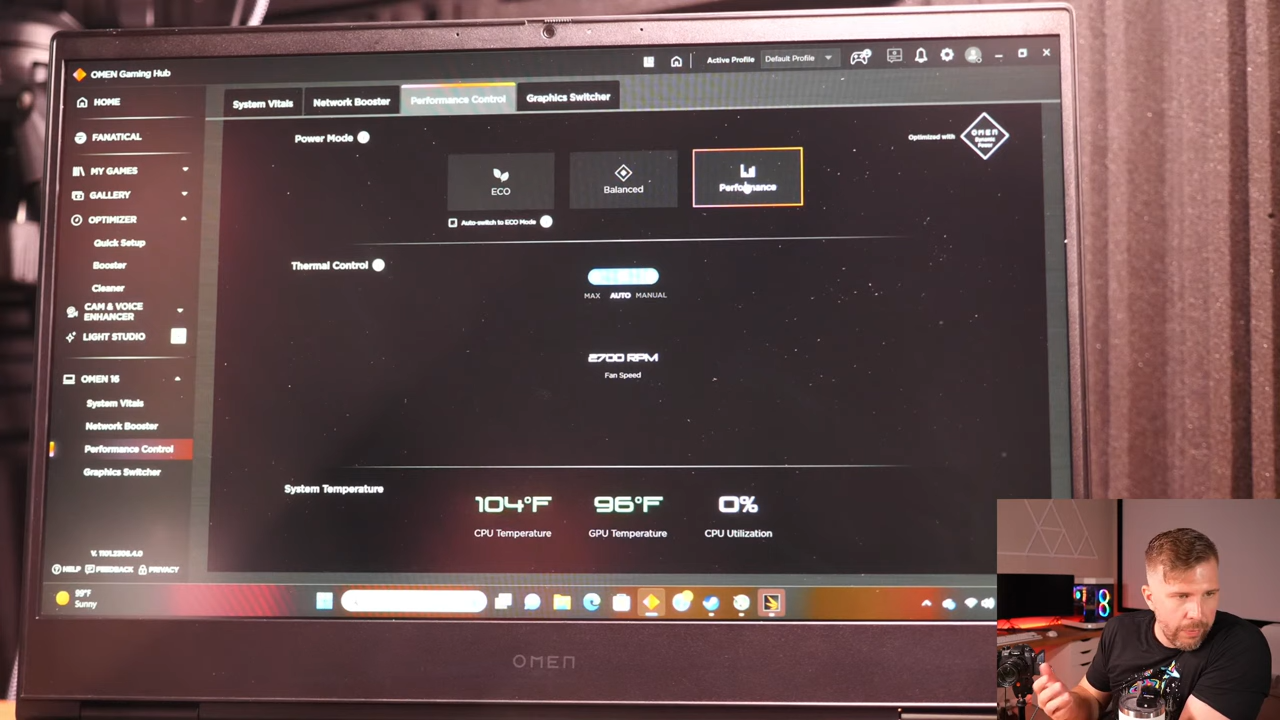 OMEN Gaming Hub
Active Profile
Default Profile
HOME
FANATICAL
MY GAMES
GALLERY
OPTIMIZER
Quick Setup
Booster
Cleaner
CAM & VOICE
ENHANCER
LIGHT STUDIO
OMEN 16
System Vitals
Network Booster
Performance Control
Graphics Switcher
HELP FEEDBACK PRIVACY
System Vitals
Network Booster
Performance Control
Graphics Switcher
Power Mode
Optimized with
OMEN
Dynamic
Power
ECO
Balanced
Performance
Auto-switch to ECO Mode
Thermal Control
MAX AUTO MANUAL
2700 RPM
Fan Speed
System Temperature
104°F
CPU Temperature
96°F
GPU Temperature
0%
CPU Utilization
99°F
Sunny
OMEN